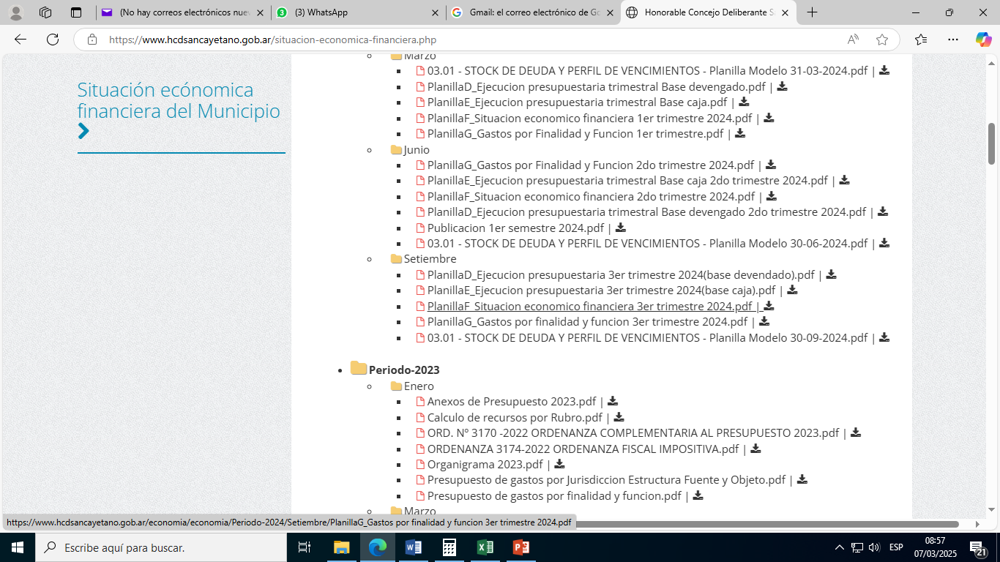 (No hay correos electrónicos nuev
(3) WhatsApp
Gmail: el correo electrónico de Go
Honorable Concejo Deliberante Sa
https://www.hcdsancayetano.gob.ar/situacion-economica-financiera.php
Situación ecónomica
financiera del Municipio
Marzo
03.01 - STOCK DE DEUDA Y PERFIL DE VENCIMIENTOS - Planilla Modelo 31-03-2024.pdf |
PlanillaD_Ejecucion presupuestaria trimestral Base devengado.pdf |
PlanillaE_Ejecucion presupuestaria trimestral Base caja.pdf |
PlanillaF_Situacion economico financiera 1er trimestre 2024.pdf |
PlanillaG_Gastos por Finalidad y Funcion 1er trimestre.pdf |
Junio
PlanillaG_Gastos por Finalidad y Funcion 2do trimestre 2024.pdf |
PlanillaE_Ejecucion presupuestaria trimestral Base caja 2do trimestre 2024.pdf |
PlanillaF_Situacion economico financiera 2do trimestre 2024.pdf |
PlanillaD_Ejecucion presupuestaria trimestral Base devengado 2do trimestre 2024.pdf |
Publicacion 1er semestre 2024.pdf |
03.01 - STOCK DE DEUDA Y PERFIL DE VENCIMIENTOS - Planilla Modelo 30-06-2024.pdf |
Setiembre
PlanillaD_Ejecucion presupuestaria 3er trimestre 2024(base devendado).pdf |
PlanillaE_Ejecucion presupuestaria 3er trimestre 2024(base caja).pdf |
PlanillaF_Situacion economico financiera 3er trimestre 2024.pdf |
PlanillaG_Gastos por finalidad y funcion 3er trimestre 2024.pdf |
03.01 - STOCK DE DEUDA Y PERFIL DE VENCIMIENTOS - Planilla Modelo 30-09-2024.pdf |
Periodo-2023
Enero
Anexos de Presupuesto 2023.pdf |
Calculo de recursos por Rubro.pdf |
ORD. Nº 3170 -2022 ORDENANZA COMPLEMENTARIA AL PRESUPUESTO 2023.pdf |
ORDENANZA 3174-2022 ORDENANZA FISCAL IMPOSITIVA.pdf |
Organigrama 2023.pdf |
Presupuesto de gastos por Jurisdiccion Estructura Fuente y Objeto.pdf |
Presupuesto de gastos por finalidad y funcion.pdf |
Marzo
https://www.hcdsancayetano.gob.ar/economia/economia/Periodo-2024/Setiembre/PlanillaG_Gastos por finalidad y funcion 3er trimestre 2024.pdf
Escribe aquí para buscar.
ESP
08:57
07/03/2025
21